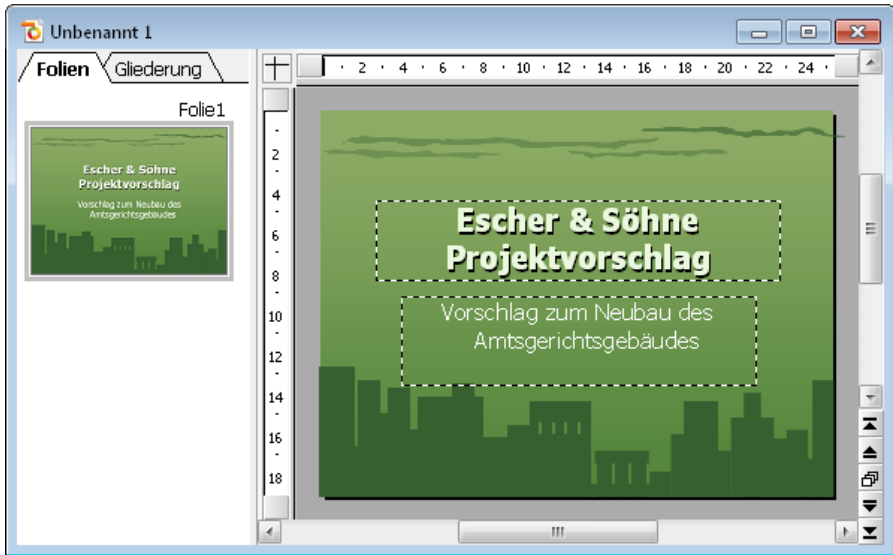 Unbenannt 1
Folien Gliederung
Folie1
Escher & Söhne
Projektvorschlag
Vorschlag zum Neubau des
Amtsgerichtsgebäudes
2 4 6 8 10 12 14 16 18 20 22 24
2
4
6
8
10
12
14
16
18
Escher & Söhne
Projektvorschlag
Vorschlag zum Neubau des
Amtsgerichtsgebäudes